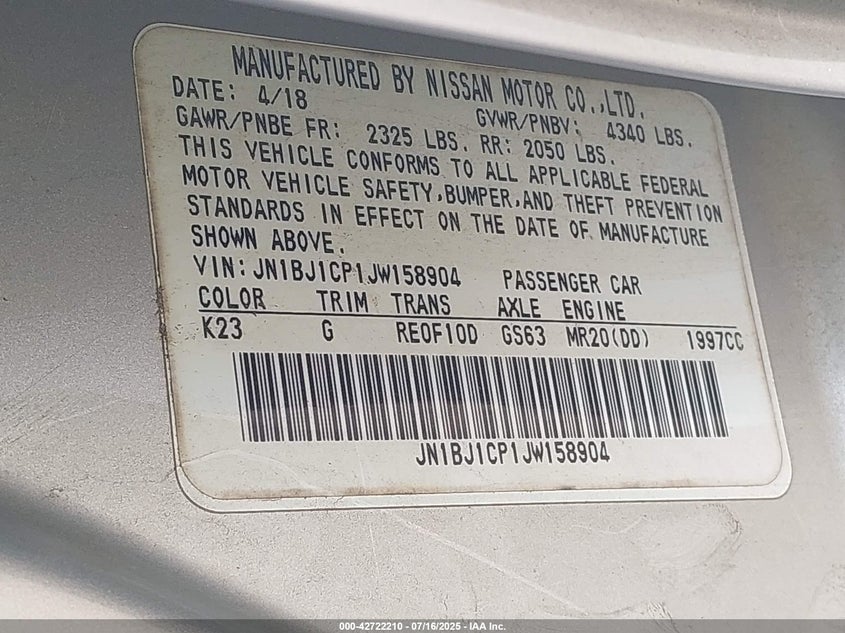 MANUFACTURED BY NISSAN MOTOR CO.,LTD.
DATE: 4/18 GVWR/PNBV: 4340 LBS.
GAWR/PNBE FR: 2325 LBS. RR: 2050 LBS.
THIS VEHICLE CONFORMS TO ALL APPLICABLE FEDERAL
MOTOR VEHICLE SAFETY,BUMPER,AND THEFT PREVENTION
STANDARDS IN EFFECT ON THE DATE OF MANUFACTURE
SHOWN ABOVE.
VIN: JN1BJ1CP1JW158904 PASSENGER CAR
COLOR TRIM TRANS AXLE ENGINE
K23 G RE0F10D GS63 MR20(DD) 1997CC
JN1BJ1CP1JW158904
000-42722210 - 07/16/2025 - IAA Inc.